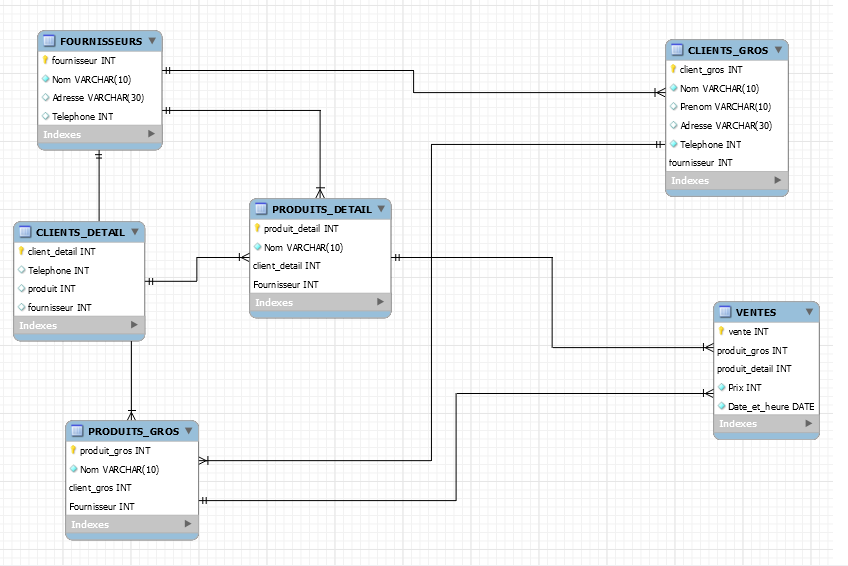 FOURNISSEURS
fournisseur INT
Nom VARCHAR(10)
Adresse VARCHAR(30)
Telephone INT
Indexes
CLIENTS_GROS
client_gros INT
Nom VARCHAR(10)
Prenom VARCHAR(10)
Adresse VARCHAR(30)
Telephone INT
fournisseur INT
Indexes
PRODUITS_DETAIL
produit_detail INT
Nom VARCHAR(10)
client_detail INT
Fournisseur INT
Indexes
CLIENTS_DETAIL
client_detail INT
Telephone INT
produit INT
fournisseur INT
Indexes
VENTES
vente INT
produit_gros INT
produit_detail INT
Prix INT
Date_et_heure DATE
Indexes
PRODUITS_GROS
produit_gros INT
Nom VARCHAR(10)
client_gros INT
Fournisseur INT
Indexes